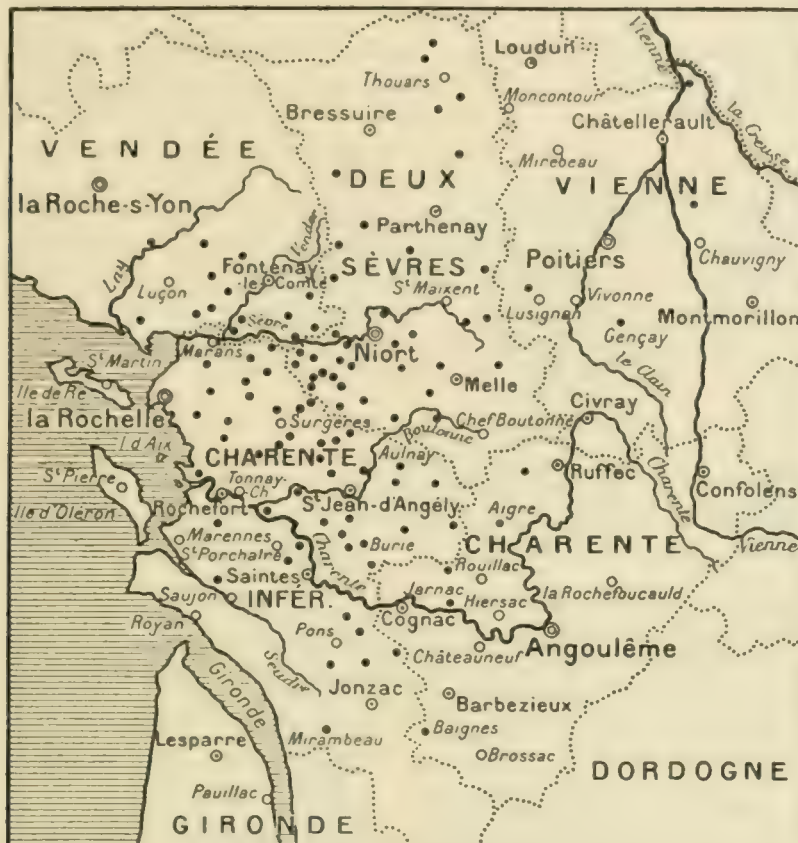 Loudun
Vienne
Thouars
la Creuse
Moncontour
Bressuire
Châtellerault
VENDÉE
Mirebeau
DEUX
VIENNE
la Roche-s-Yon
Parthenay
Vendée
Poitiers
Lay
Fontenay
le Comte
SÈVRES
Chauvigny
Luçon
St Maixent
Lusignan
Vivonne
Montmorillon
Sèvre
Gençay
Marans
Niort
St Martin
le Clain
Ile de Ré
Melle
la Rochelle
Civray
Surgères
Chef Boutonne
Boutonne
I. d'Aix
Aulnay
CHARENTE
Ruffec
St Pierre
Tonnay
Ch.
Charente
Confolens
Rochefort
St Jean-d'Angély
Ile d'Oléron
Aigre
Marennes
Burie
CHARENTE
St Porchaire
Charente
Vienne
Rouillac
Saintes
Jarnac
la Rochefoucauld
Saujon
INFÉR.
Hiersac
Cognac
Royan
Pons
Angoulême
Seudre
Châteauneuf
Gironde
Jonzac
Barbezieux
Lesparre
Mirambeau
Baignes
Brossac
DORDOGNE
Pauillac
GIRONDE